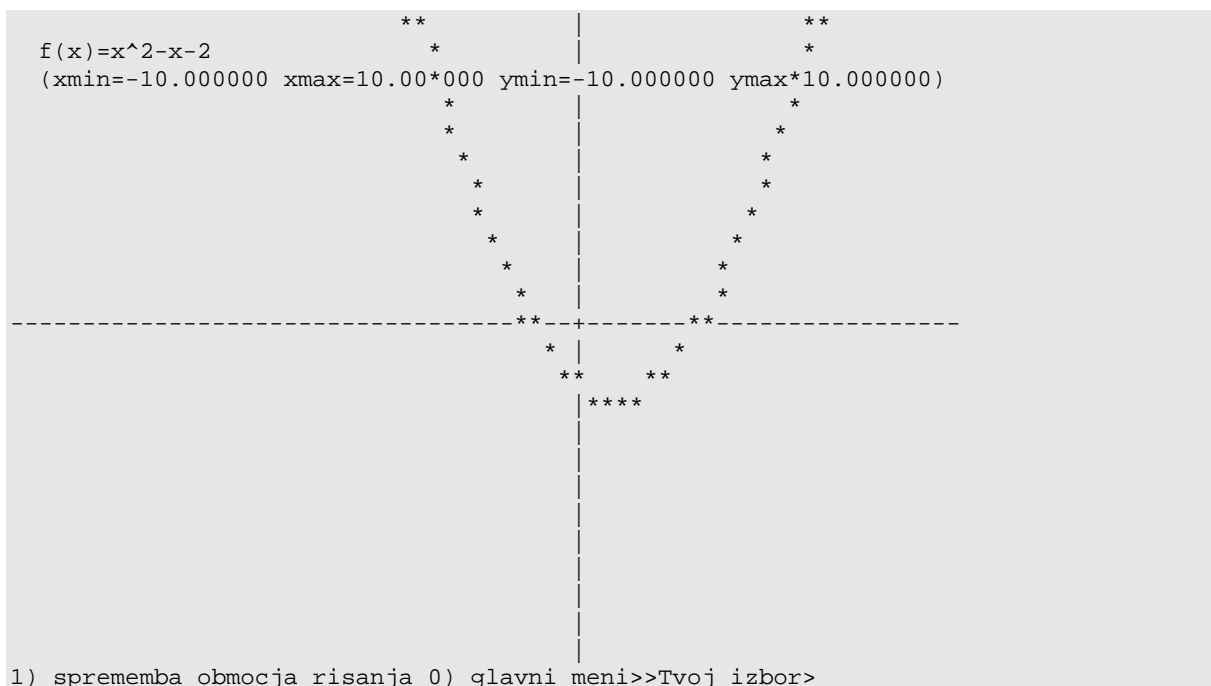 f(x)=x^2-x-2
(xmin=-10.000000 xmax=10.00*000 ymin=-10.000000 ymax*10.000000)
1) sprememba obmocja risanja 0) glavni meni>>Tvoj izbor>